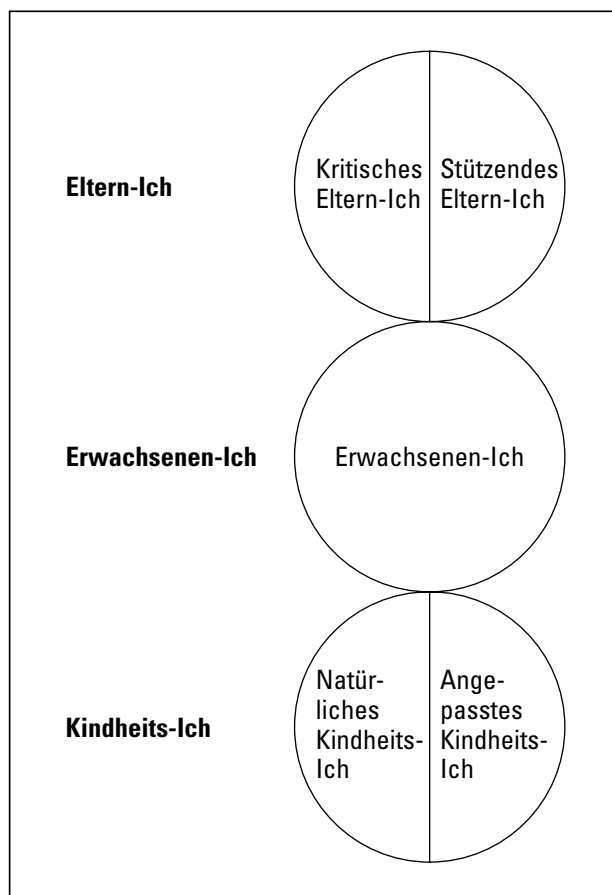 Eltern-Ich
Kritisches
Eltern-Ich
Stützendes
Eltern-Ich
Erwachsenen-Ich
Erwachsenen-Ich
Kindheits-Ich
Natür-
liches
Kindheits-
Ich
Ange-
passtes
Kindheits-
Ich